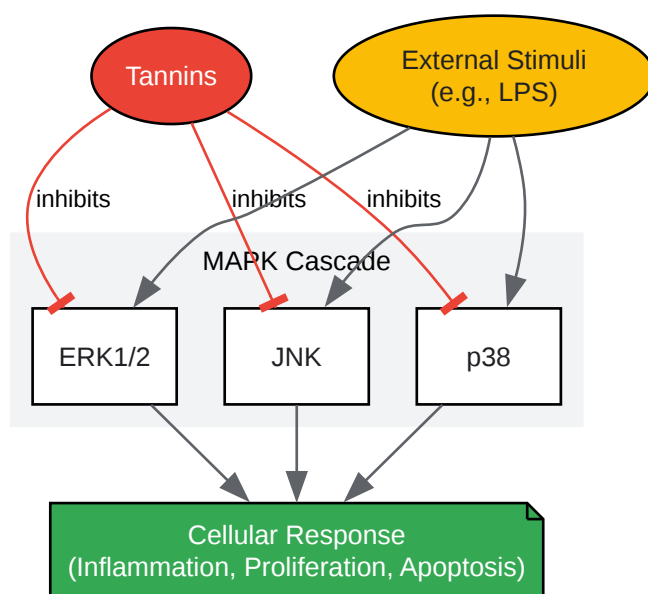 Tannins
External Stimuli
(e.g., LPS)
inhibits
inhibits
inhibits
MAPK Cascade
ERK1/2
JNK
p38
Cellular Response
(Inflammation, Proliferation, Apoptosis)